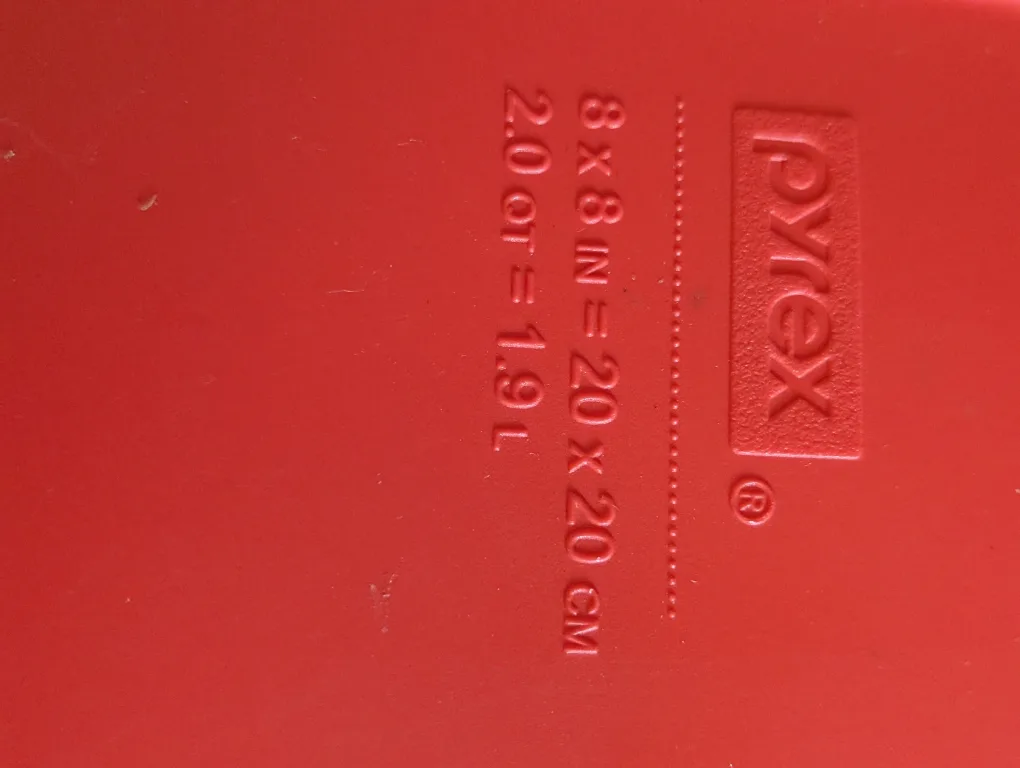 pyrex ®
8 x 8 IN = 20 x 20 CM
2.0 QT = 1.9 L